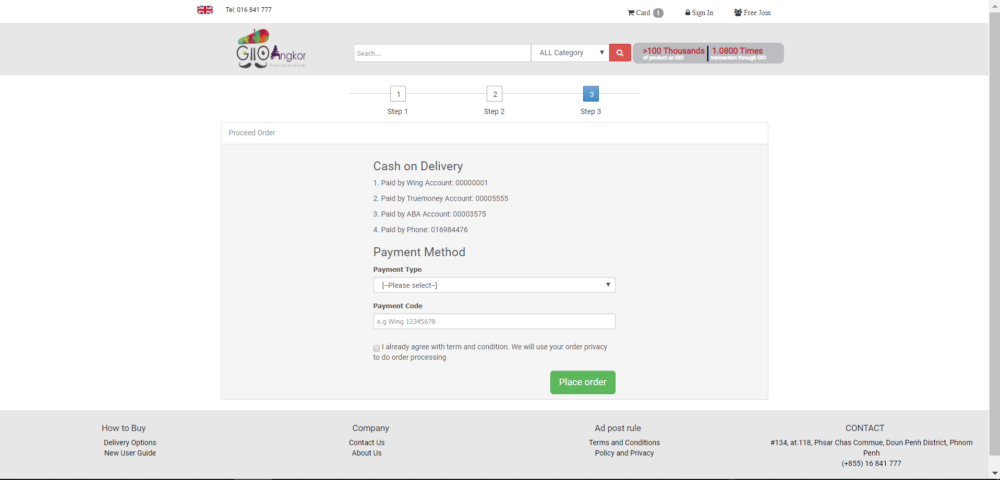 Tel: 016 841 777
Card 1
Sign In
Free Join
GIIO Angkor
Brand Collection & Quality
Seach...
ALL Category
>100 Thousands
of product on GIO
1.0800 Times
transaction through GIO
1
2
3
Step 1
Step 2
Step 3
Proceed Order
Cash on Delivery
1. Paid by Wing Account: 00000001
2. Paid by Truemoney Account: 00005555
3. Paid by ABA Account: 00003575
4. Paid by Phone: 016984476
Payment Method
Payment Type
[--Please select--]
Payment Code
e.g Wing 12345678
I already agree with term and condition. We will use your order privacy
to do order processing
Place order
How to Buy
Delivery Options
New User Guide
Company
Contact Us
About Us
Ad post rule
Terms and Conditions
Policy and Privacy
CONTACT
#134, at.118, Phsar Chas Commue, Doun Penh District, Phnom
Penh
(+855) 16 841 777